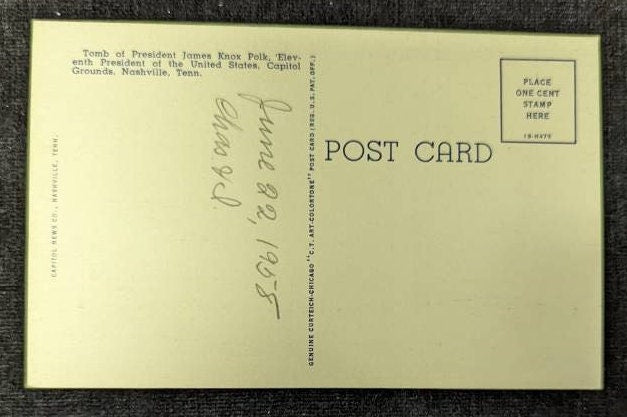 Tomb of President James Knox Polk, Elev-
enth President of the United States, Capitol
Grounds, Nashville, Tenn.
CAPITOL NEWS CO., NASHVILLE, TENN.
June 22, 1958
GENUINE CURTEICH-CHICAGO "C.T. ART-COLORTONE" POST CARD (REG. U.S. PAT. OFF.)
POST CARD
PLACE
ONE CENT
STAMP
HERE